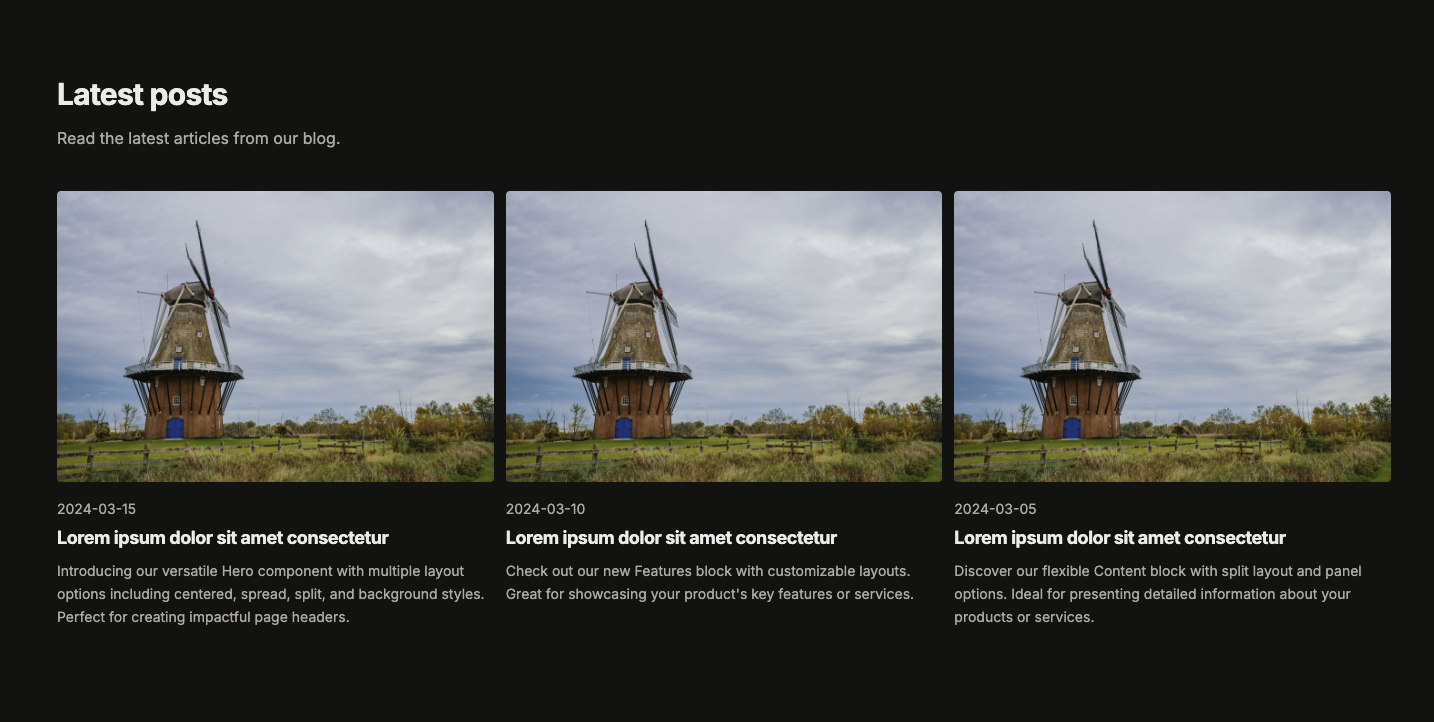 Latest posts
Read the latest articles from our blog.
2024-03-15
Lorem ipsum dolor sit amet consectetur
Introducing our versatile Hero component with multiple layout
options including centered, spread, split, and background styles.
Perfect for creating impactful page headers.
2024-03-10
Lorem ipsum dolor sit amet consectetur
Check out our new Features block with customizable layouts.
Great for showcasing your product's key features or services.
2024-03-05
Lorem ipsum dolor sit amet consectetur
Discover our flexible Content block with split layout and panel
options. Ideal for presenting detailed information about your
products or services.